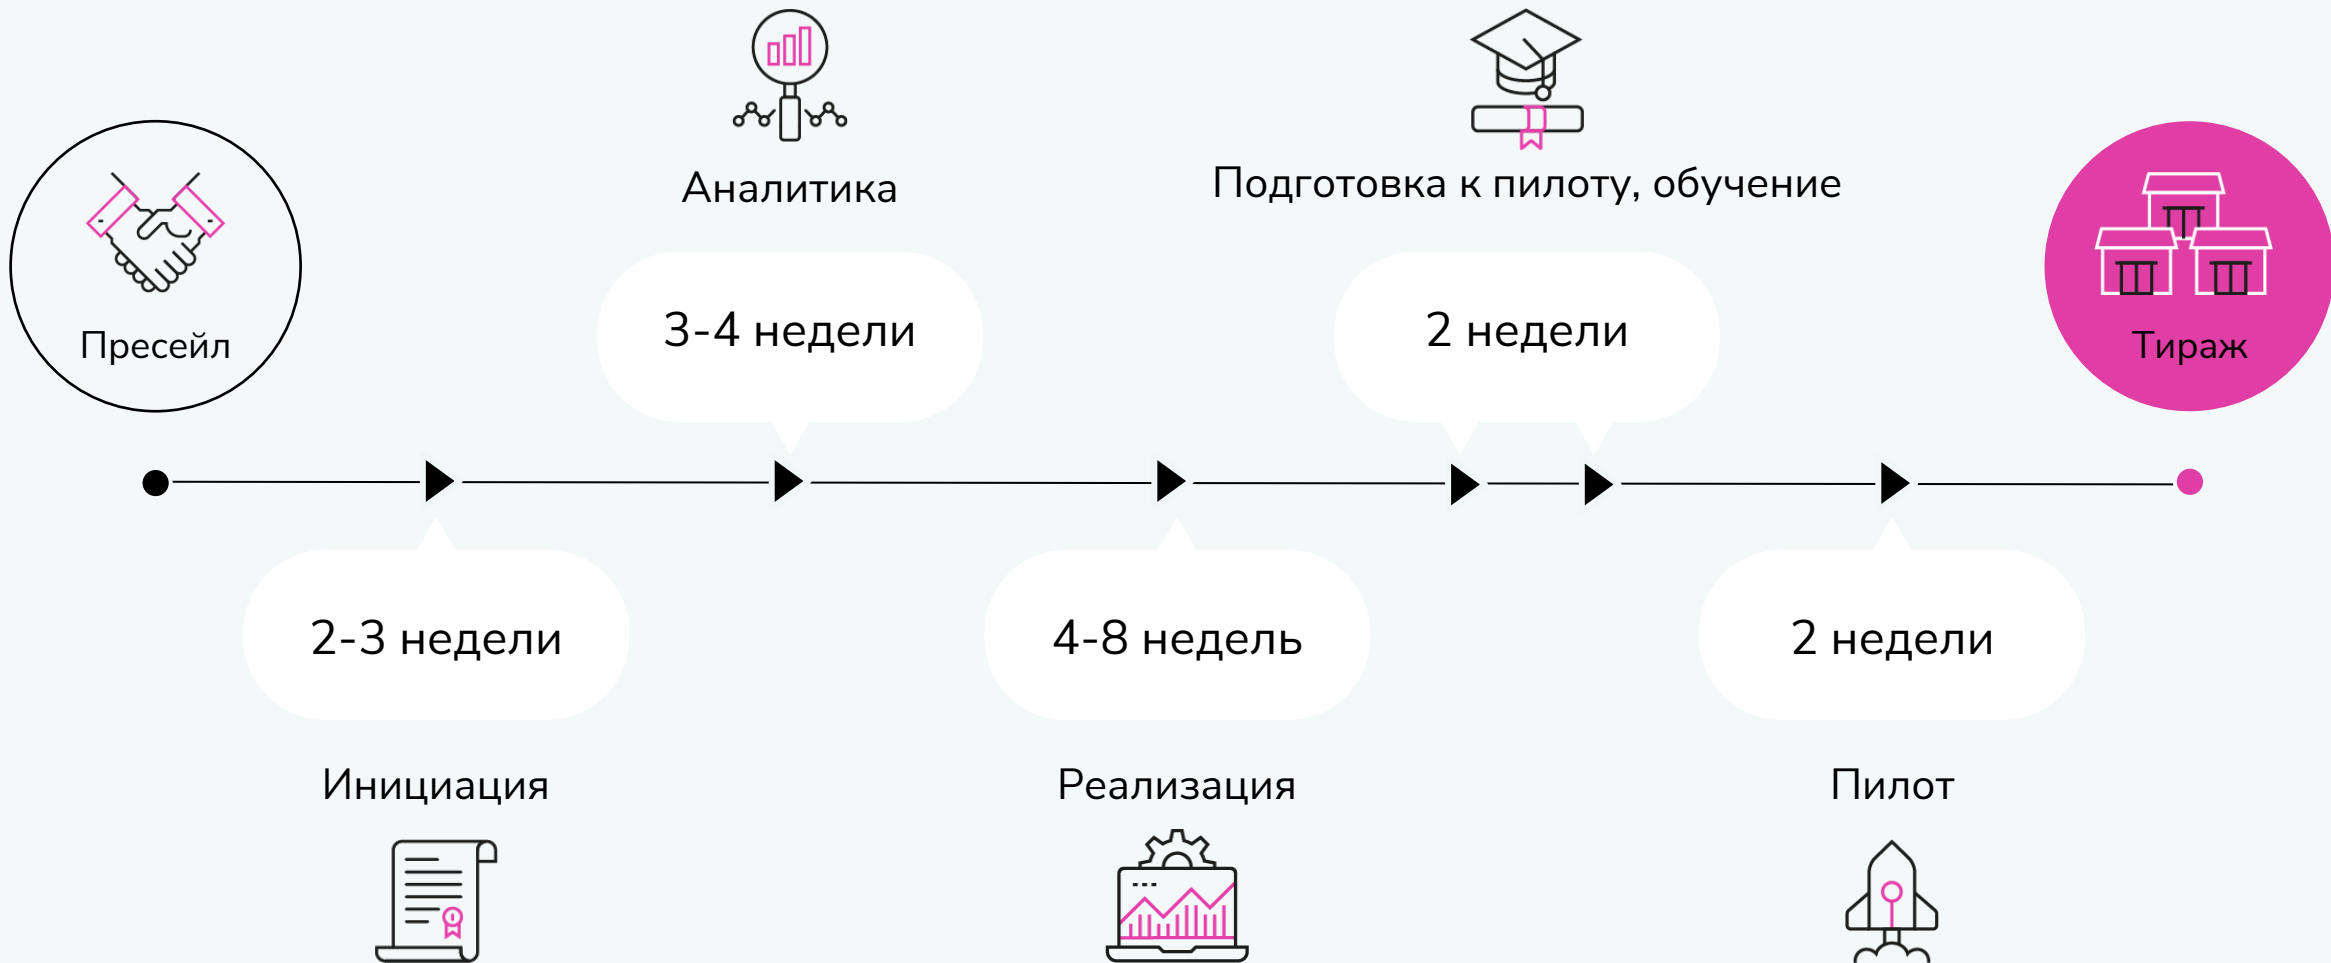 Аналитика
Подготовка к пилоту, обучение
Пресейл
3-4 недели
2 недели
Тираж
2-3 недели
4-8 недель
2 недели
Инициация
Реализация
Пилот